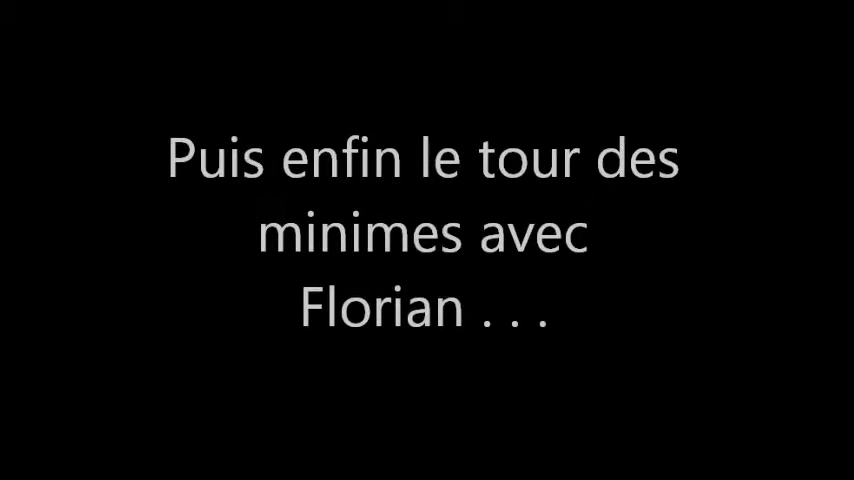 Puis enfin le tour des
minimes avec
Florian . . .